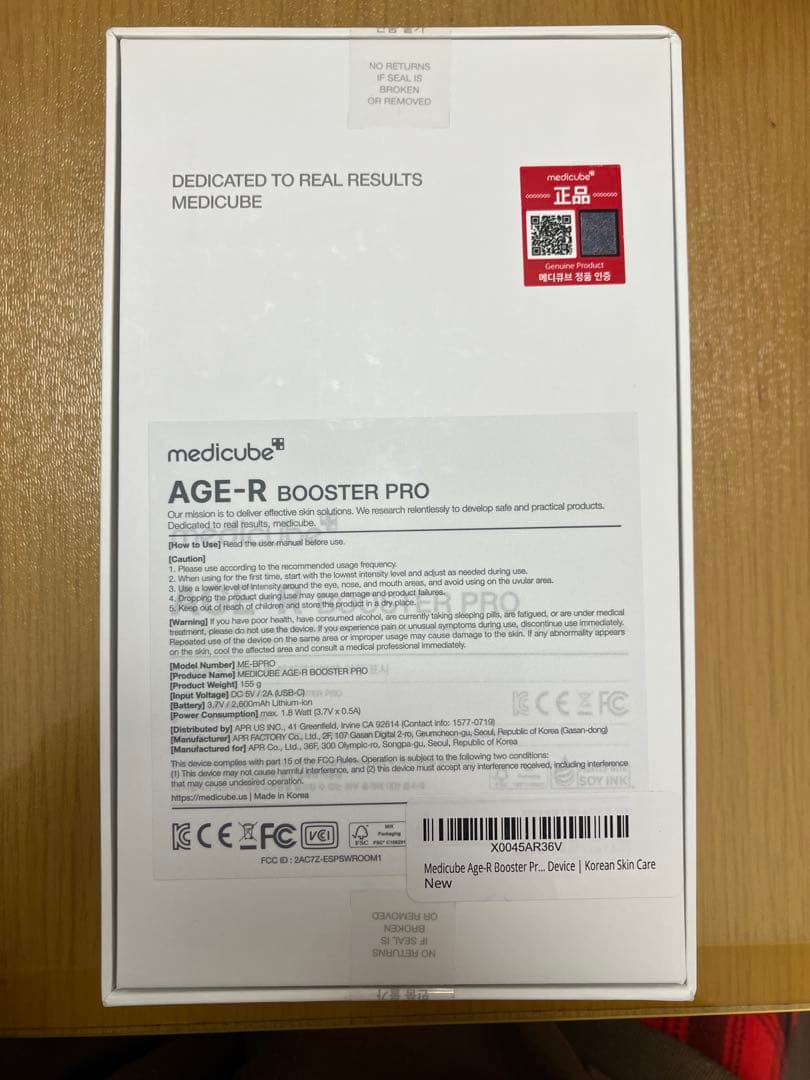 NO RETURNS
IF SEAL IS
BROKEN
OR REMOVED
DEDICATED TO REAL RESULTS
MEDICUBE
medicube
正品
Genuine Product
메디큐브 정품 인증
medicube
AGE-R BOOSTER PRO
Our mission is to deliver effective skin solutions. We research relentlessly to develop safe and practical products.
Dedicated to real results, medicube.
[How to Use] Read the user manual before use.
[Caution]
1. Please use according to the recommended usage frequency.
2. When using for the first time, start with the lowest intensity level and adjust as needed during use.
3. Use a lower level of intensity around the eye, nose, and mouth areas, and avoid using on the uvular area.
4. Dropping the product during use may cause damage and product failures.
5. Keep out of reach of children and store the product in a dry place.
[Warning] If you have poor health, have consumed alcohol, are currently taking sleeping pills, are fatigued, or are under medical
treatment, please do not use the device. If you experience pain or unusual symptoms during use, discontinue use immediately.
Repeated use of the device on the same area or improper usage may cause damage to the skin. If any abnormality appears
on the skin, cool the affected area and consult a medical professional immediately.
[Model Number] ME-BPRO
[Produce Name] MEDICUBE AGE-R BOOSTER PRO
[Product Weight] 155 g
[Input Voltage] DC 5V / 2A (USB-C)
[Battery] 3.7V / 2,600mAh Lithium-ion
[Power Consumption] max. 1.8 Watt (3.7V x 0.5A)
[Distributed by] APR US INC., 41 Greenfield, Irvine CA 92614 (Contact info: 1577-0719)
[Manufacturer] APR FACTORY Co., Ltd., 2F, 107 Gasan Digital 2-ro, Geumcheon-gu, Seoul, Republic of Korea (Gasan-dong)
[Manufactured for] APR Co., Ltd., 36F, 300 Olympic-ro, Songpa-gu, Seoul, Republic of Korea
This device complies with part 15 of the FCC Rules. Operation is subject to the following two conditions:
(1) This device may not cause harmful interference, and (2) this device must accept any interference received, including interference
that may cause undesired operation.
SOY INK
https://medicube.us | Made in Korea
CE FC VCI FSC MIX
Packaging
FCC ID : 2AC7Z-ESPSWROOM1
X0045AR36V
Medicube Age-R Booster Pr... Device | Korean Skin Care
New
NO RETURNS
IF SEAL IS
BROKEN
OR REMOVED